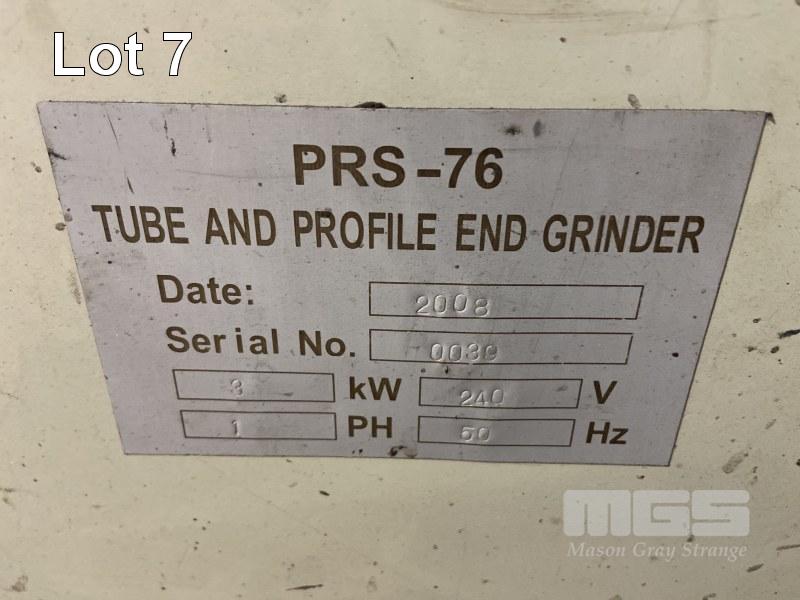 Lot 7
PRS-76
TUBE AND PROFILE END GRINDER
Date: 2008
Serial No. 0039
3 kW 240 V
1 PH 50 Hz
MGS
Mason Gray Strange